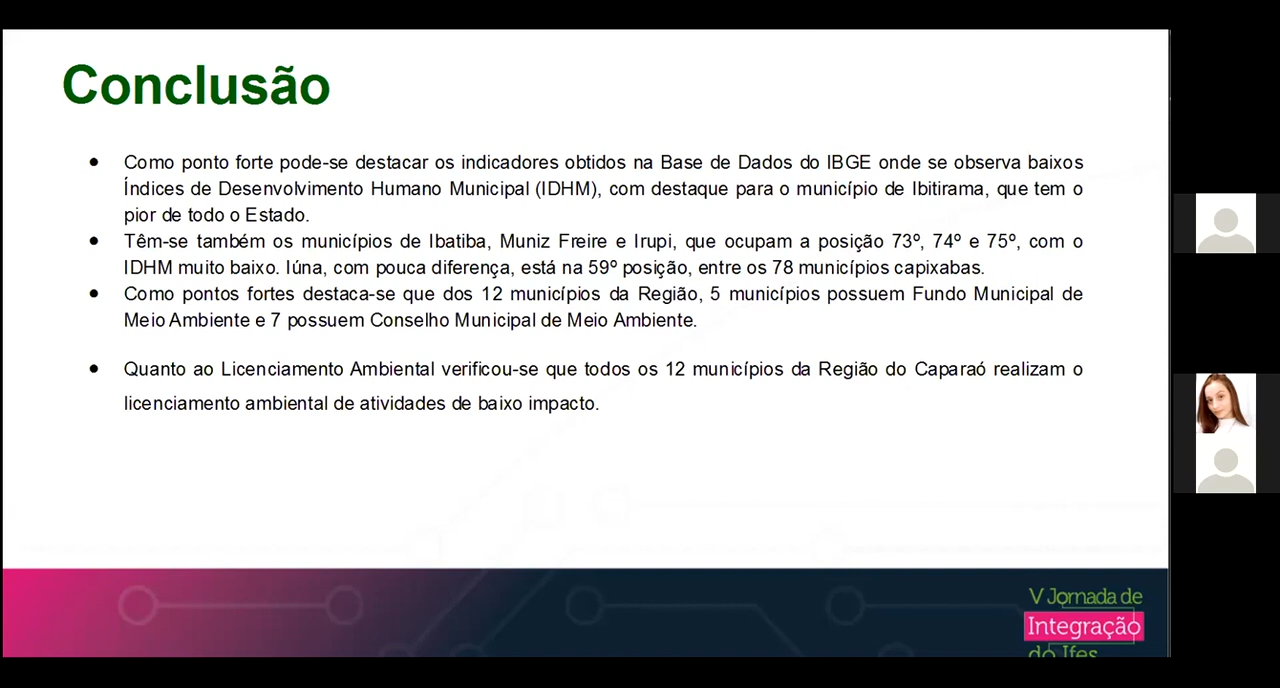 Conclusão
● Como ponto forte pode-se destacar os indicadores obtidos na Base de Dados do IBGE onde se observa baixos
Índices de Desenvolvimento Humano Municipal (IDHM), com destaque para o município de Ibitirama, que tem o
pior de todo o Estado.
● Têm-se também os municípios de Ibatiba, Muniz Freire e Irupi, que ocupam a posição 73º, 74º e 75º, com o
IDHM muito baixo. Iúna, com pouca diferença, está na 59º posição, entre os 78 municípios capixabas.
● Como pontos fortes destaca-se que dos 12 municípios da Região, 5 municípios possuem Fundo Municipal de
Meio Ambiente e 7 possuem Conselho Municipal de Meio Ambiente.
● Quanto ao Licenciamento Ambiental verificou-se que todos os 12 municípios da Região do Caparaó realizam o
licenciamento ambiental de atividades de baixo impacto.
V Jornada de
Integração
do Ifes